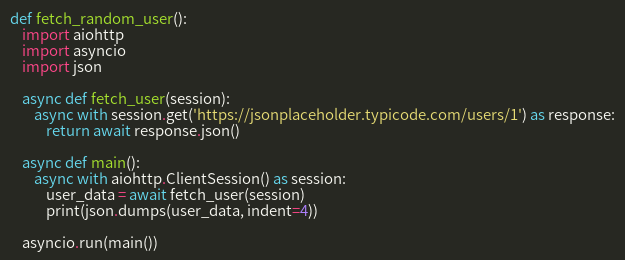 def fetch_random_user():
    import aiohttp
    import asyncio
    import json

    async def fetch_user(session):
        async with session.get('https://jsonplaceholder.typicode.com/users/1') as response:
            return await response.json()

    async def main():
        async with aiohttp.ClientSession() as session:
            user_data = await fetch_user(session)
            print(json.dumps(user_data, indent=4))

    asyncio.run(main())